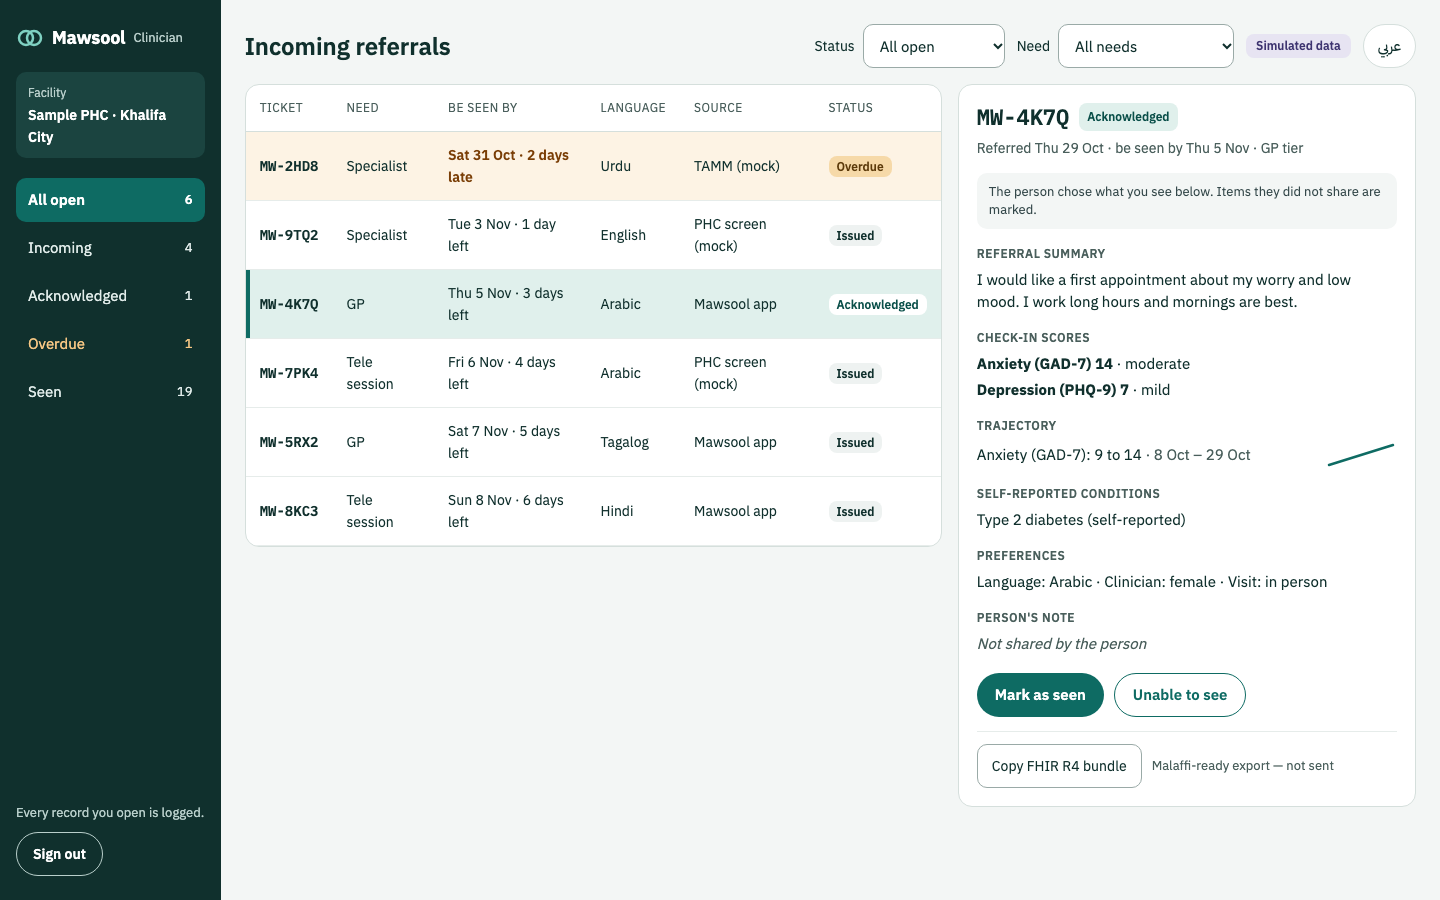 Mawsool Clinician
Facility
Sample PHC · Khalifa
City
All open 6
Incoming 4
Acknowledged 1
Overdue 1
Seen 19
Every record you open is logged.
Sign out
Incoming referrals
Status All open Need All needs Simulated data عربي
TICKET NEED BE SEEN BY LANGUAGE SOURCE STATUS
MW-2HD8 Specialist Sat 31 Oct · 2 days
late Urdu TAMM (mock) Overdue
MW-9TQ2 Specialist Tue 3 Nov · 1 day
left English PHC screen
(mock) Issued
MW-4K7Q GP Thu 5 Nov · 3 days
left Arabic Mawsool app Acknowledged
MW-7PK4 Tele
session Fri 6 Nov · 4 days
left Arabic PHC screen
(mock) Issued
MW-5RX2 GP Sat 7 Nov · 5 days
left Tagalog Mawsool app Issued
MW-8KC3 Tele
session Sun 8 Nov · 6 days
left Hindi Mawsool app Issued
MW-4K7Q Acknowledged
Referred Thu 29 Oct · be seen by Thu 5 Nov · GP tier
The person chose what you see below. Items they did not share are
marked.
REFERRAL SUMMARY
I would like a first appointment about my worry and low
mood. I work long hours and mornings are best.
CHECK-IN SCORES
Anxiety (GAD-7) 14 · moderate
Depression (PHQ-9) 7 · mild
TRAJECTORY
Anxiety (GAD-7): 9 to 14 · 8 Oct – 29 Oct
SELF-REPORTED CONDITIONS
Type 2 diabetes (self-reported)
PREFERENCES
Language: Arabic · Clinician: female · Visit: in person
PERSON'S NOTE
Not shared by the person
Mark as seen Unable to see
Copy FHIR R4 bundle Malaffi-ready export — not sent